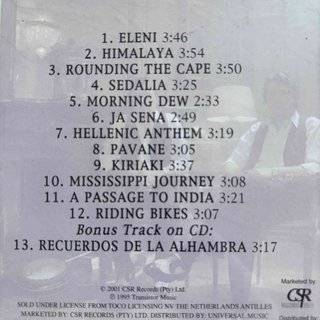 1. ELENI 3:46
2. HIMALAYA 3:54
3. ROUNDING THE CAPE 3:50
4. SEDALIA 3:25
5. MORNING DEW 2:33
6. JA SENA 2:49
7. HELLENIC ANTHEM 3:19
8. PAVANE 3:05
9. KIRIAKI 3:37
10. MISSISSIPPI JOURNEY 3:08
11. A PASSAGE TO INDIA 3:21
12. RIDING BIKES 3:07
Bonus Track on CD:
13. RECUERDOS DE LA ALHAMBRA 3:17
Marketed by
CSR
© 2001 CSR Records (Pty) Ltd.
℗ 1995 Transistor Music
SOLD UNDER LICENSE FROM TOCO LICENSING NV THE NETHERLANDS ANTILLES
MARKETED BY: CSR RECORDS (PTY) LTD. DISTRIBUTED BY: UNIVERSAL MUSIC
Distributed by